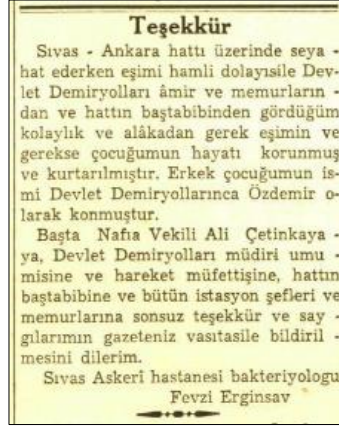 Teşekkür
Sıvas - Ankara hattı üzerinde seya -
hat ederken eşimi hamli dolayısile Dev-
let Demiryolları âmir ve memurların -
dan ve hattın baştabibinden gördüğüm
kolaylık ve alâkadan gerek eşimin ve
gerekse çocuğumun hayatı korunmuş
ve kurtarılmıştır. Erkek çocuğumun is-
mi Devlet Demiryollarınca Özdemir o-
larak konmuştur.
Başta Nafıa Vekili Ali Çetinkaya -
ya, Devlet Demiryolları müdiri umu -
misine ve hareket müfettişine, hattın
baştabibine ve bütün istasyon şefleri ve
memurlarına sonsuz teşekkür ve say -
gılarımın gazeteniz vasıtasile bildiril -
mesini dilerim.
Sıvas Askerî hastanesi bakteriyologu
Fevzi Erginsav